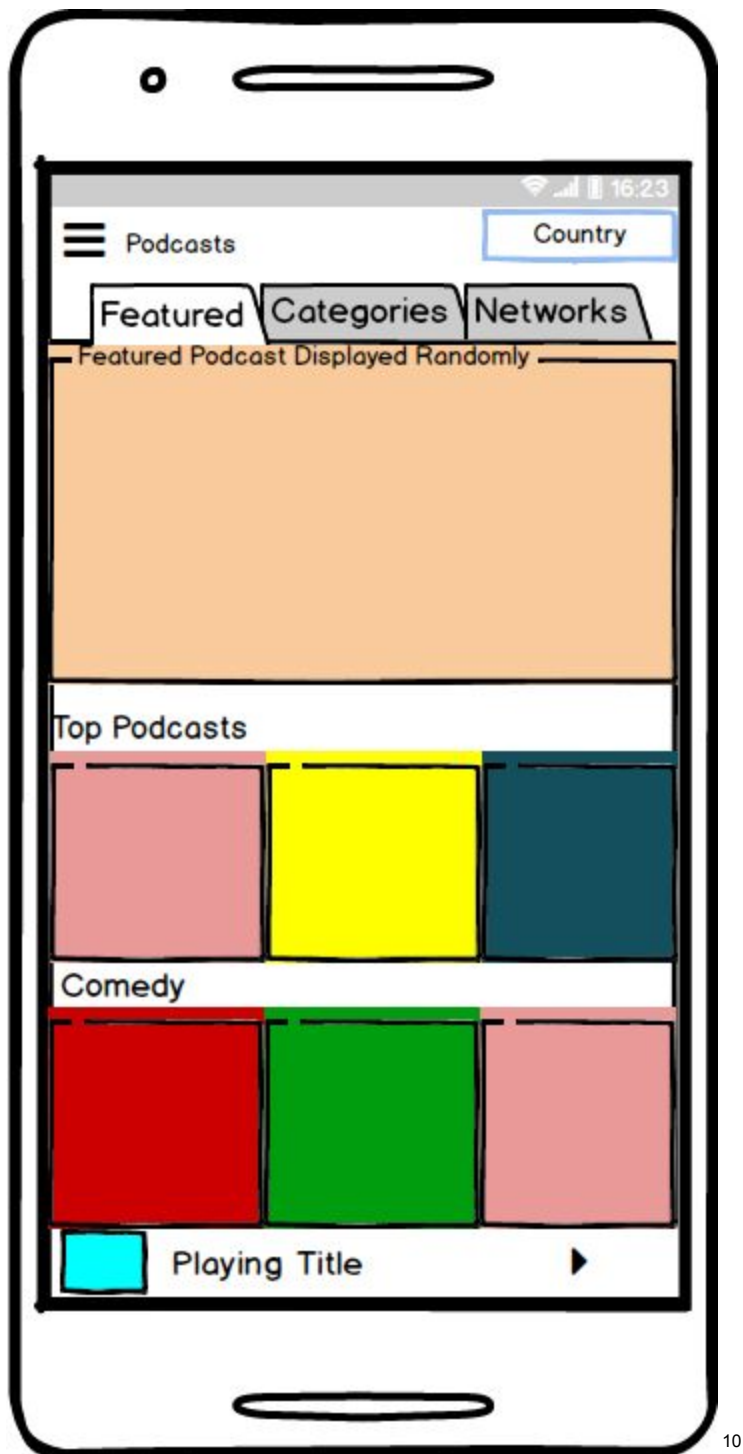 16:23
Podcasts
Country
Featured
Categories
Networks
Featured Podcast Displayed Randomly
Top Podcasts
Comedy
Playing Title
10